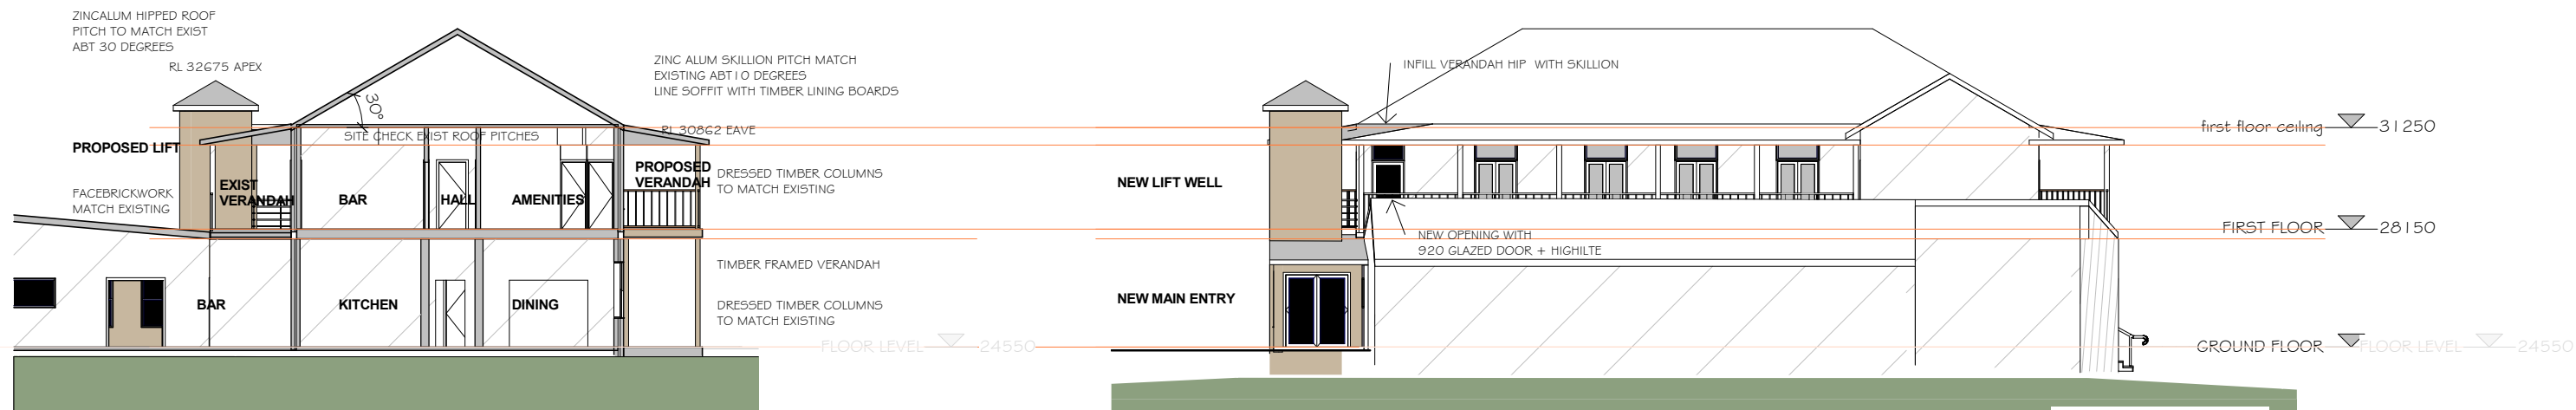 ZINCALUM HIPPED ROOF
PITCH TO MATCH EXIST
ABT 30 DEGREES
RL 32675 APEX
30°
SITE CHECK EXIST ROOF PITCHES
ZINC ALUM SKILLION PITCH MATCH
EXISTING ABT10 DEGREES
LINE SOFFIT WITH TIMBER LINING BOARDS
RL 30862 EAVE
PROPOSED LIFT
FACEBRICKWORK
MATCH EXISTING
EXIST
VERANDAH
BAR
HALL
AMENITIES
PROPOSED
VERANDAH
DRESSED TIMBER COLUMNS
TO MATCH EXISTING
TIMBER FRAMED VERANDAH
BAR
KITCHEN
DINING
DRESSED TIMBER COLUMNS
TO MATCH EXISTING
FLOOR LEVEL 24550
INFILL VERANDAH HIP WITH SKILLION
first floor ceiling 31250
NEW LIFT WELL
NEW OPENING WITH
920 GLAZED DOOR + HIGHILTE
FIRST FLOOR 28150
NEW MAIN ENTRY
GROUND FLOOR
FLOOR LEVEL 24550